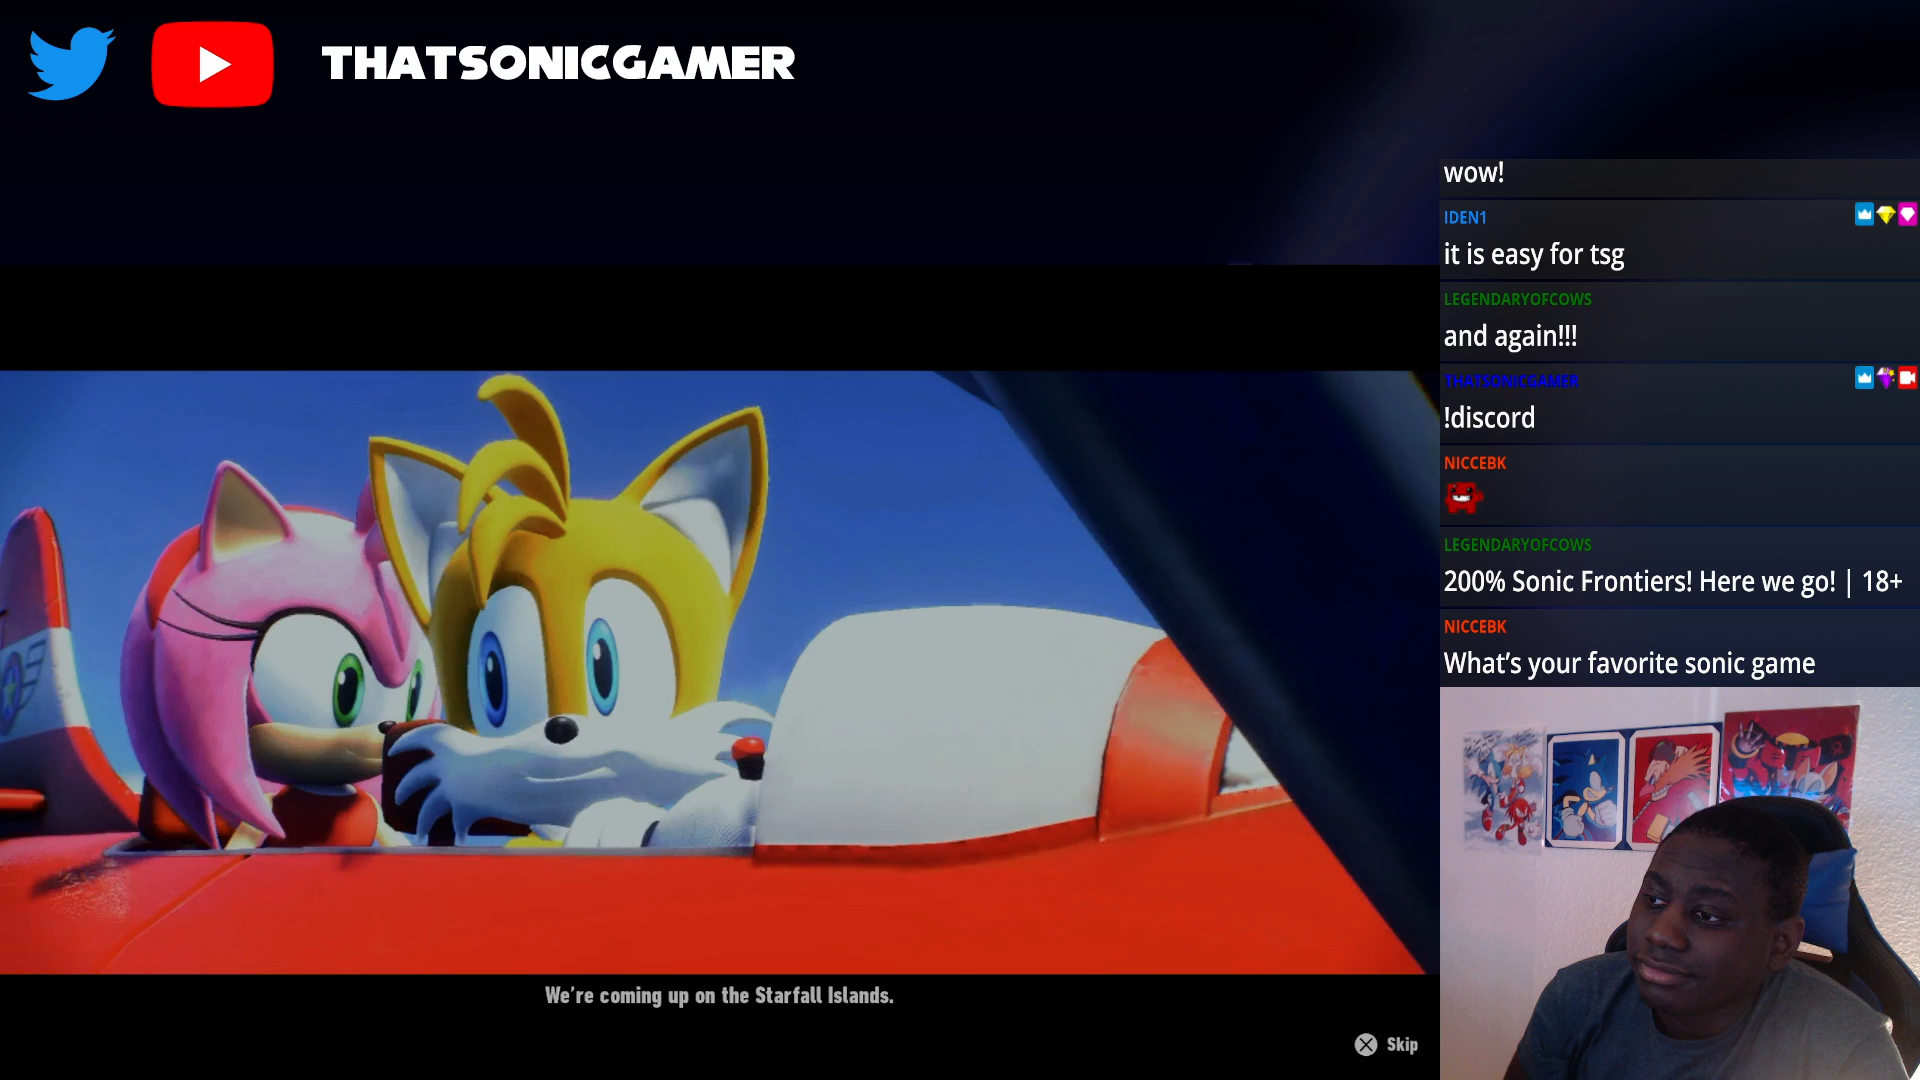 THATSONICGAMER
wow!
IDEN1
it is easy for tsg
LEGENDARYOFCOWS
and again!!!
THATSONICGAMER
!discord
NICCEBK
LEGENDARYOFCOWS
200% Sonic Frontiers! Here we go! | 18+
NICCEBK
What's your favorite sonic game
We're coming up on the Starfall Islands.
Skip